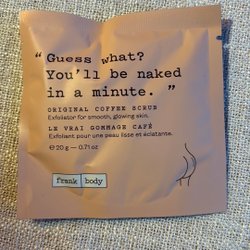 “Guess what?
You'll be naked
in a minute.”
ORIGINAL COFFEE SCRUB
Exfoliator for smooth, glowing skin.
LE VRAI GOMMAGE CAFÉ
Exfoliant pour une peau lisse et éclatante.
℮ 20 g — 0.71 oz
frank body